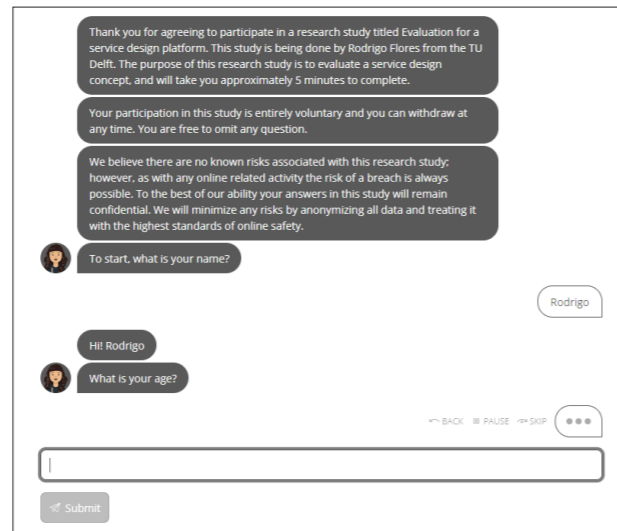 Thank you for agreeing to participate in a research study titled Evaluation for a
service design platform. This study is being done by Rodrigo Flores from the TU
Delft. The purpose of this research study is to evaluate a service design
concept, and will take you approximately 5 minutes to complete.
Your participation in this study is entirely voluntary and you can withdraw at
any time. You are free to omit any question.
We believe there are no known risks associated with this research study;
however, as with any online related activity the risk of a breach is always
possible. To the best of our ability your answers in this study will remain
confidential. We will minimize any risks by anonymizing all data and treating it
with the highest standards of online safety.
To start, what is your name?
Rodrigo
Hi! Rodrigo
What is your age?
BACK PAUSE SKIP
Submit